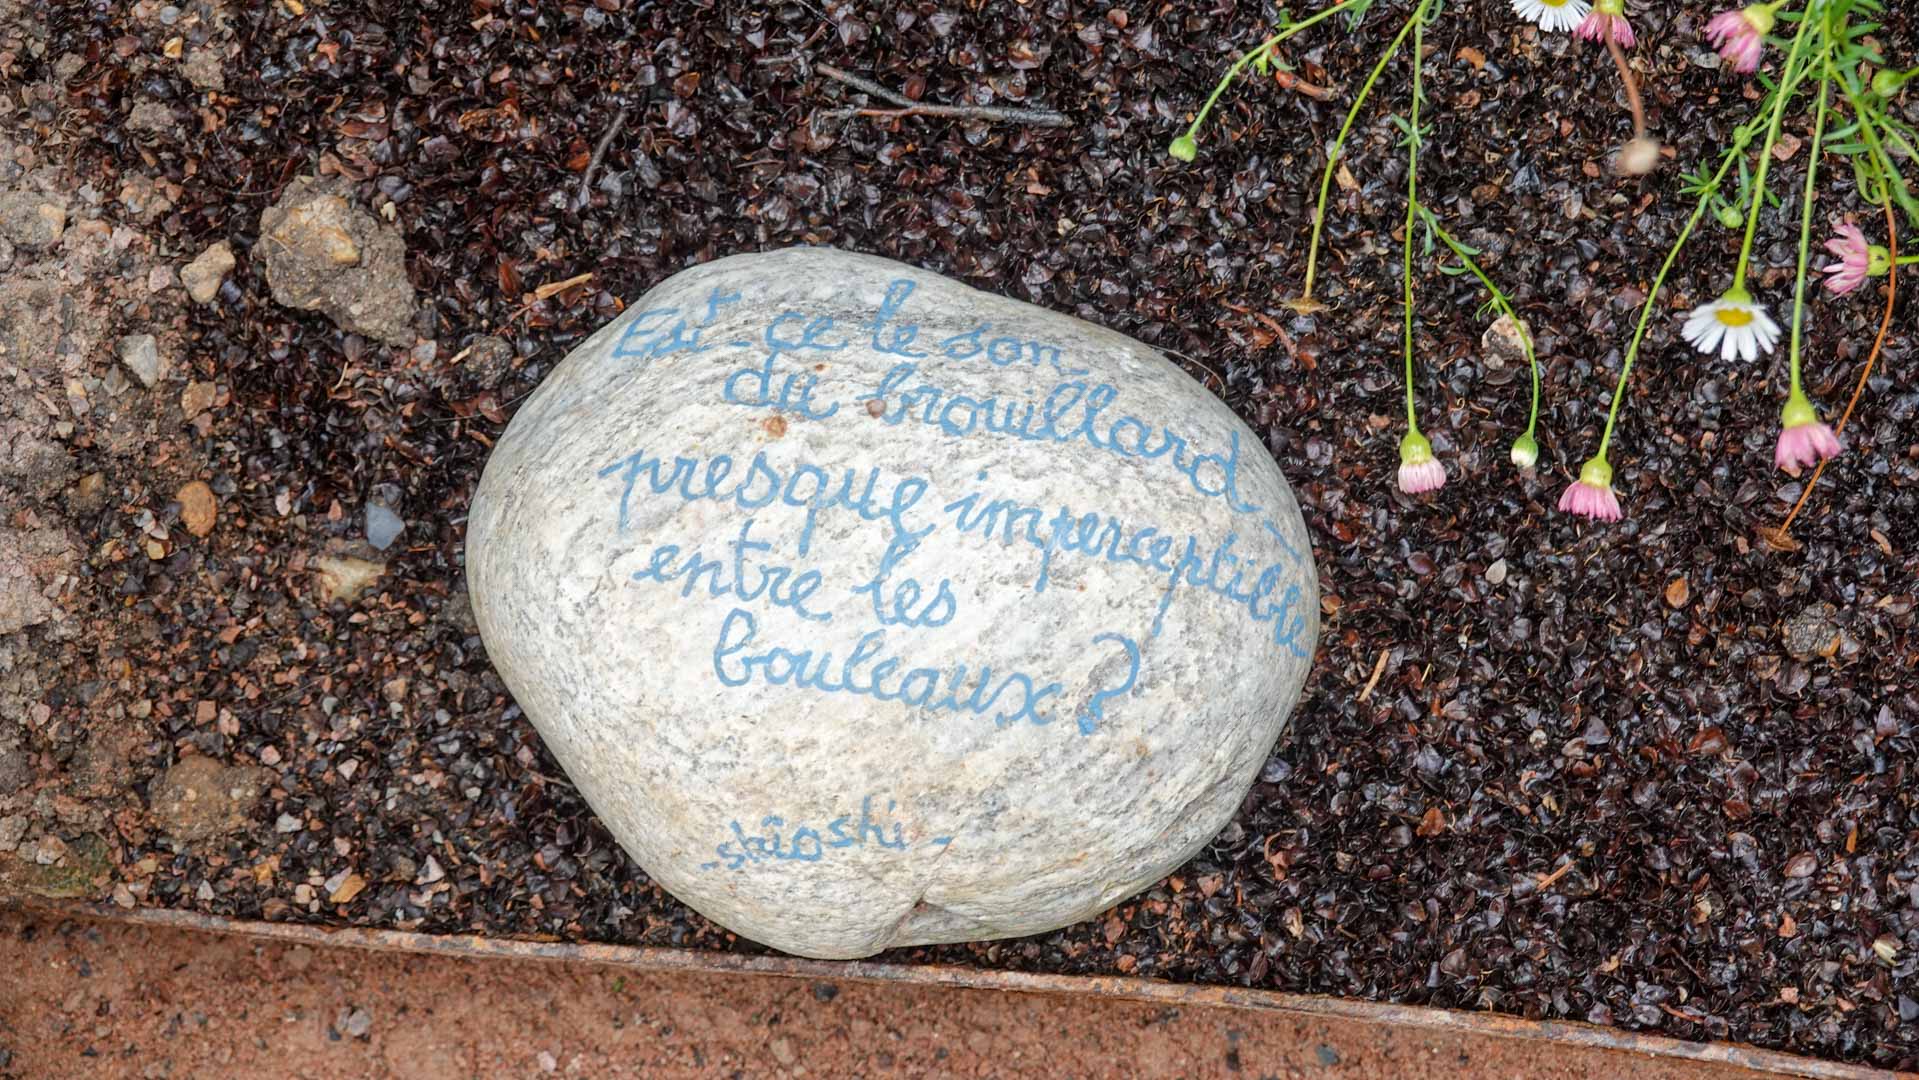 Est-ce le son
du brouillard -
presque imperceptible
entre les
bouleaux ?